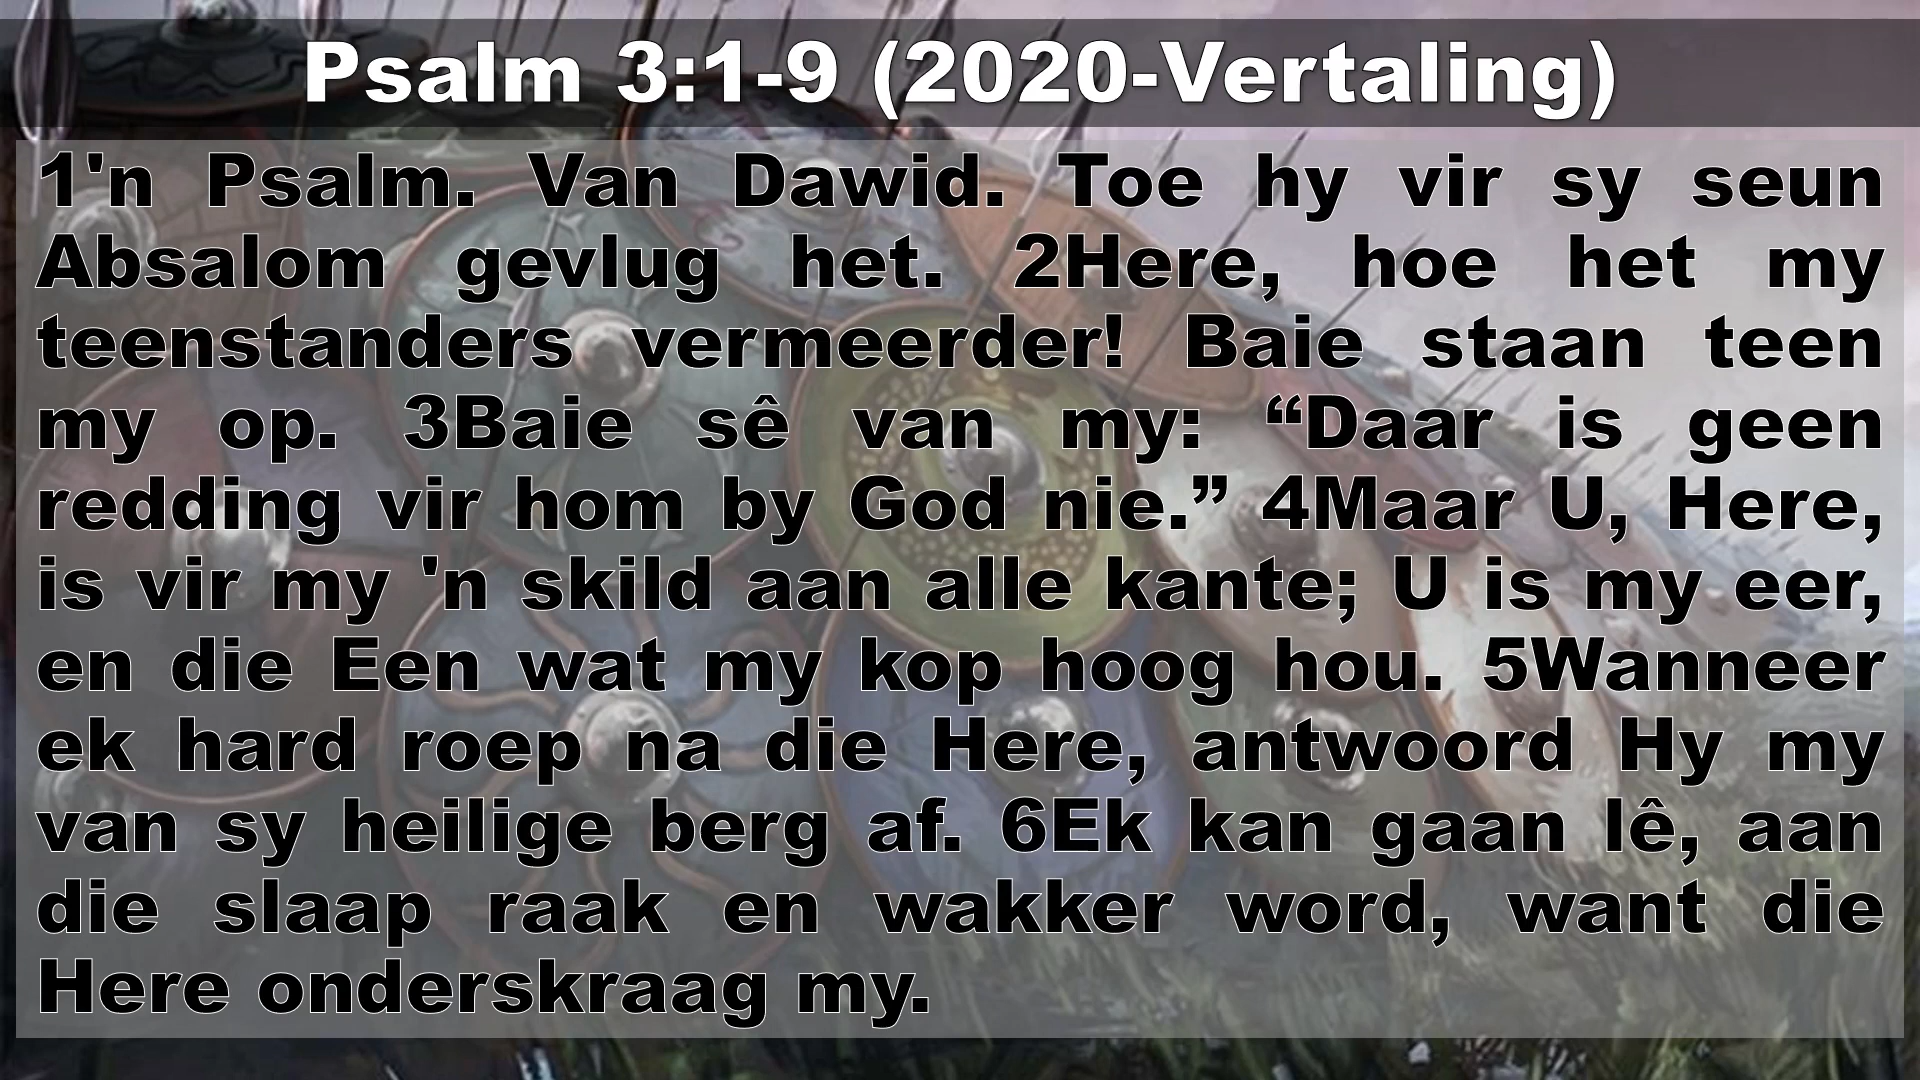 Psalm 3:1-9 (2020-Vertaling)
1'n Psalm. Van Dawid. Toe hy vir sy seun
Absalom gevlug het. 2Here, hoe het my
teenstanders vermeerder! Baie staan teen
my op. 3Baie sê van my: “Daar is geen
redding vir hom by God nie.” 4Maar U, Here,
is vir my 'n skild aan alle kante; U is my eer,
en die Een wat my kop hoog hou. 5Wanneer
ek hard roep na die Here, antwoord Hy my
van sy heilige berg af. 6Ek kan gaan lê, aan
die slaap raak en wakker word, want die
Here onderskraag my.